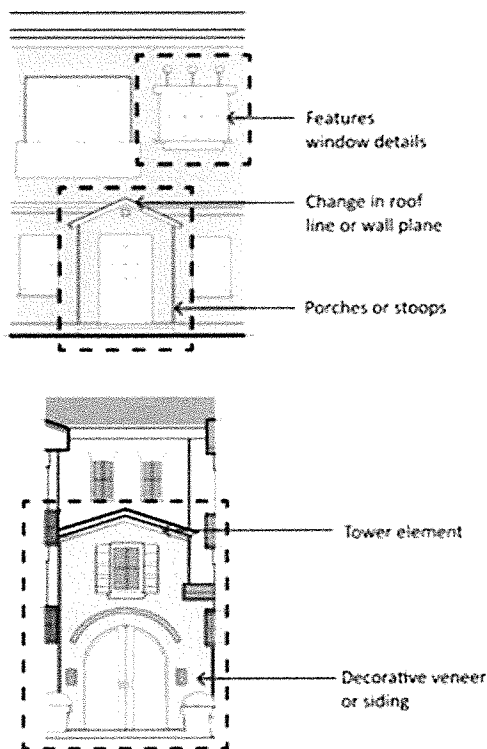 Features
window details
Change in roof
line or wall plane
Porches or stoops
Tower element
Decorative veneer
or siding